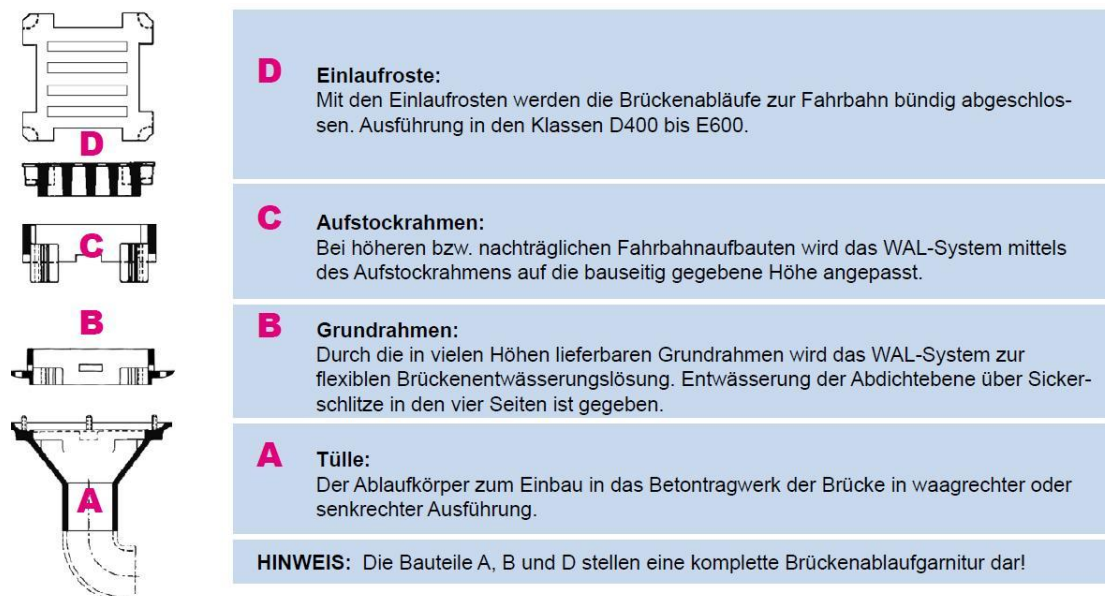 D
D Einlaufroste:
Mit den Einlaufrosten werden die Brückenabläufe zur Fahrbahn bündig abgeschlos-
sen. Ausführung in den Klassen D400 bis E600.
C
C Aufstockrahmen:
Bei höheren bzw. nachträglichen Fahrbahnaufbauten wird das WAL-System mittels
des Aufstockrahmens auf die bauseitig gegebene Höhe angepasst.
B
B Grundrahmen:
Durch die in vielen Höhen lieferbaren Grundrahmen wird das WAL-System zur
flexiblen Brückenentwässerungslösung. Entwässerung der Abdichtebene über Sicker-
schlitze in den vier Seiten ist gegeben.
A
A Tülle:
Der Ablaufkörper zum Einbau in das Betontragwerk der Brücke in waagrechter oder
senkrechter Ausführung.
HINWEIS: Die Bauteile A, B und D stellen eine komplette Brückenablaufgarnitur dar!